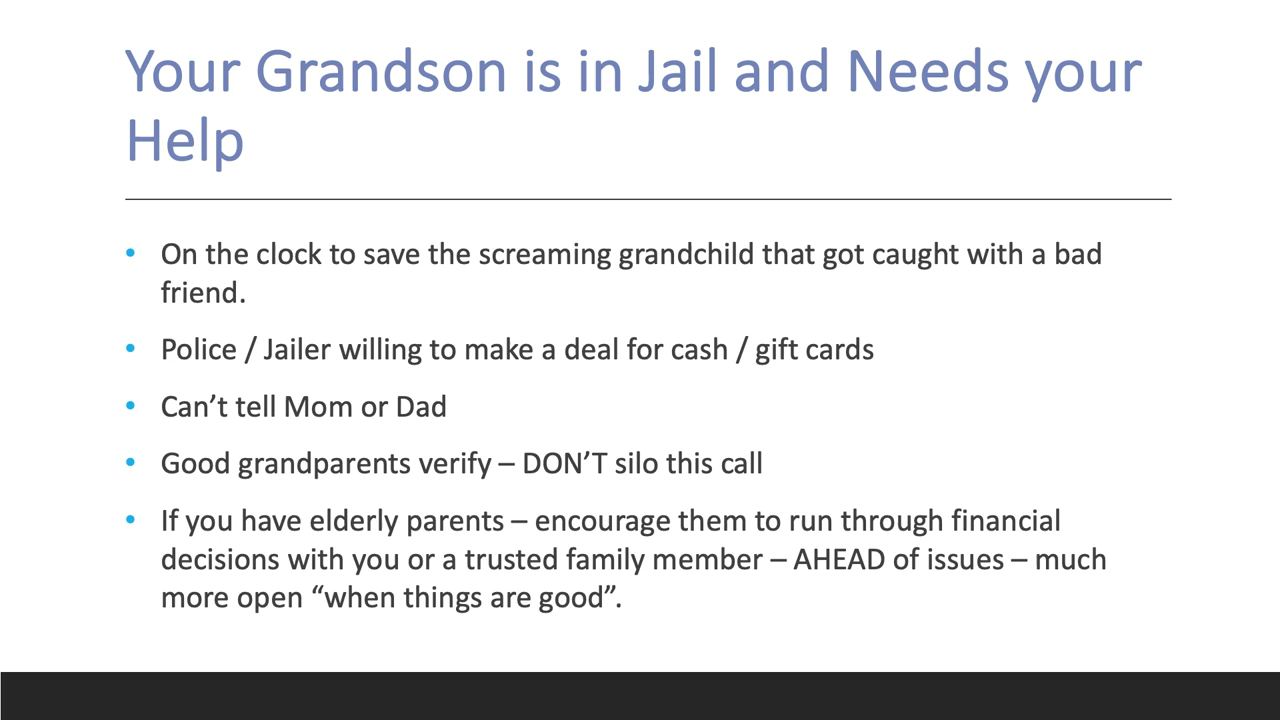 Your Grandson is in Jail and Needs your
Help
• On the clock to save the screaming grandchild that got caught with a bad
friend.
• Police / Jailer willing to make a deal for cash / gift cards
• Can’t tell Mom or Dad
• Good grandparents verify – DON’T silo this call
• If you have elderly parents – encourage them to run through financial
decisions with you or a trusted family member – AHEAD of issues – much
more open “when things are good”.